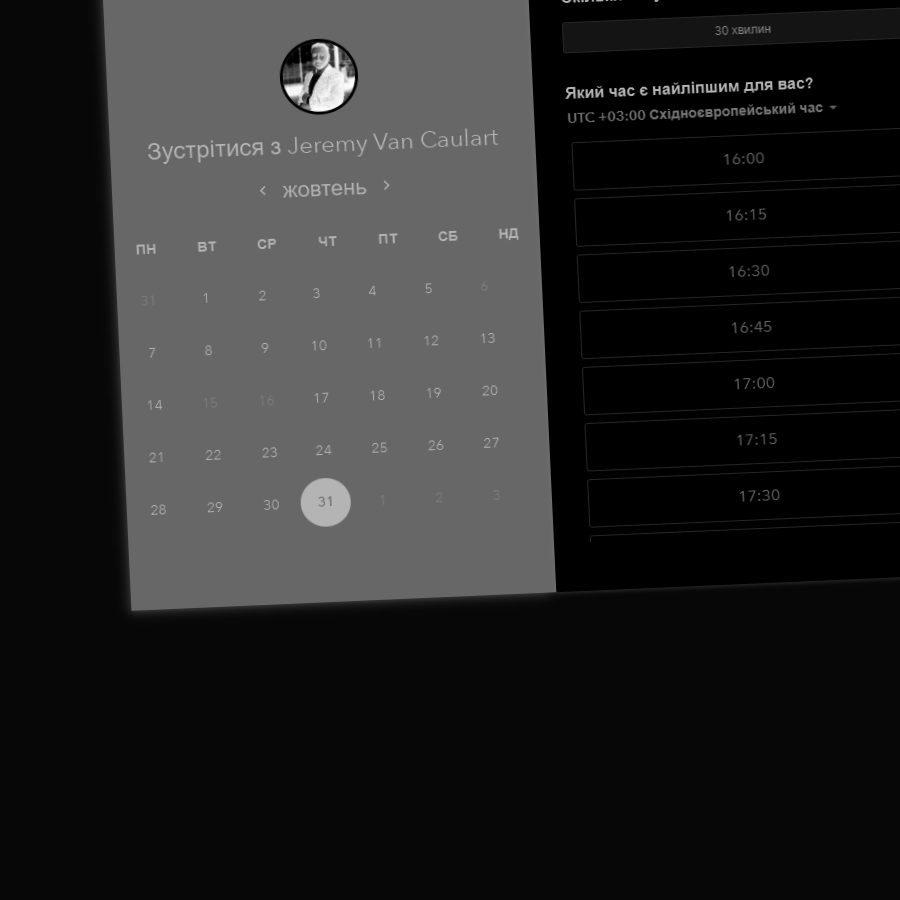 Зустрітися з Jeremy Van Caulart
жовтень
ПН ВТ СР ЧТ ПТ СБ НД
31 1 2 3 4 5 6
7 8 9 10 11 12 13
14 15 16 17 18 19 20
21 22 23 24 25 26 27
28 29 30 31 1 2 3
30 хвилин
Який час є найліпшим для вас?
UTC +03:00 Східноєвропейський час
16:00
16:15
16:30
16:45
17:00
17:15
17:30